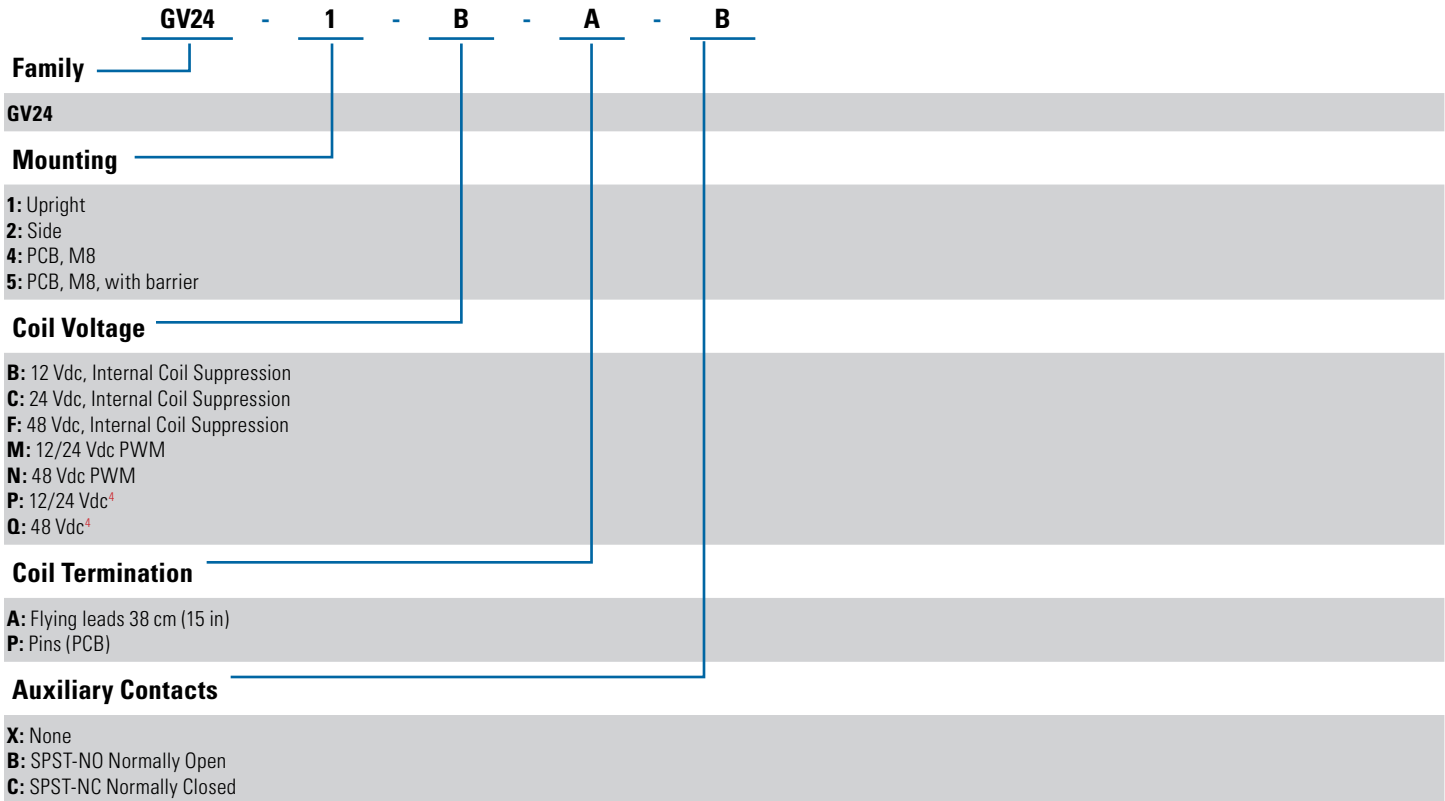 GV24 - 1 - B - A - B
Family
GV24
Mounting
1: Upright
2: Side
4: PCB, M8
5: PCB, M8, with barrier
Coil Voltage
B: 12 Vdc, Internal Coil Suppression
C: 24 Vdc, Internal Coil Suppression
F: 48 Vdc, Internal Coil Suppression
M: 12/24 Vdc PWM
N: 48 Vdc PWM
P: 12/24 Vdc⁴
Q: 48 Vdc⁴
Coil Termination
A: Flying leads 38 cm (15 in)
P: Pins (PCB)
Auxiliary Contacts
X: None
B: SPST-NO Normally Open
C: SPST-NC Normally Closed